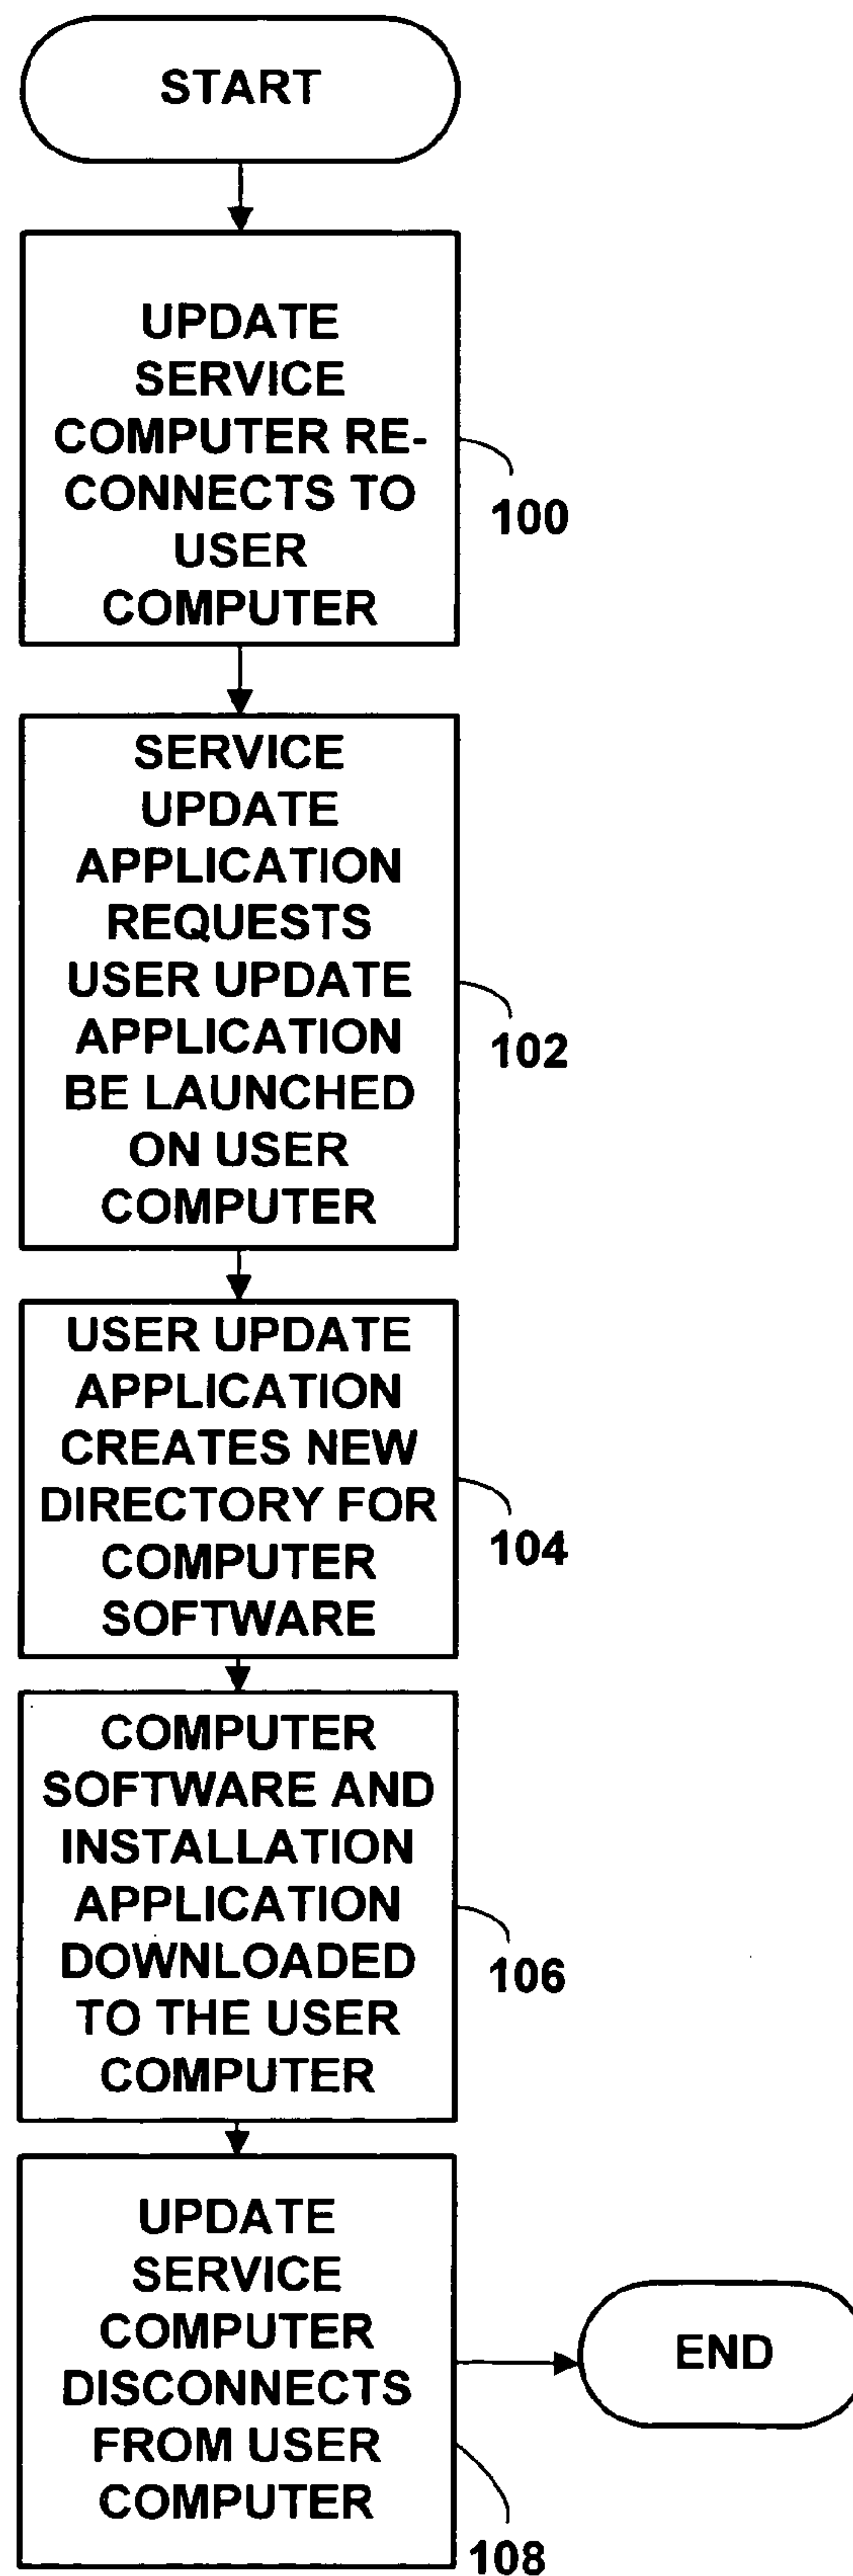 START
UPDATE
SERVICE
COMPUTER RE-
CONNECTS TO
USER
COMPUTER
100
SERVICE
UPDATE
APPLICATION
REQUESTS
USER UPDATE
APPLICATION
BE LAUNCHED
ON USER
COMPUTER
102
USER UPDATE
APPLICATION
CREATES NEW
DIRECTORY FOR
COMPUTER
SOFTWARE
104
COMPUTER
SOFTWARE AND
INSTALLATION
APPLICATION
DOWNLOADED
TO THE USER
COMPUTER
106
UPDATE
SERVICE
COMPUTER
DISCONNECTS
FROM USER
COMPUTER
108
END